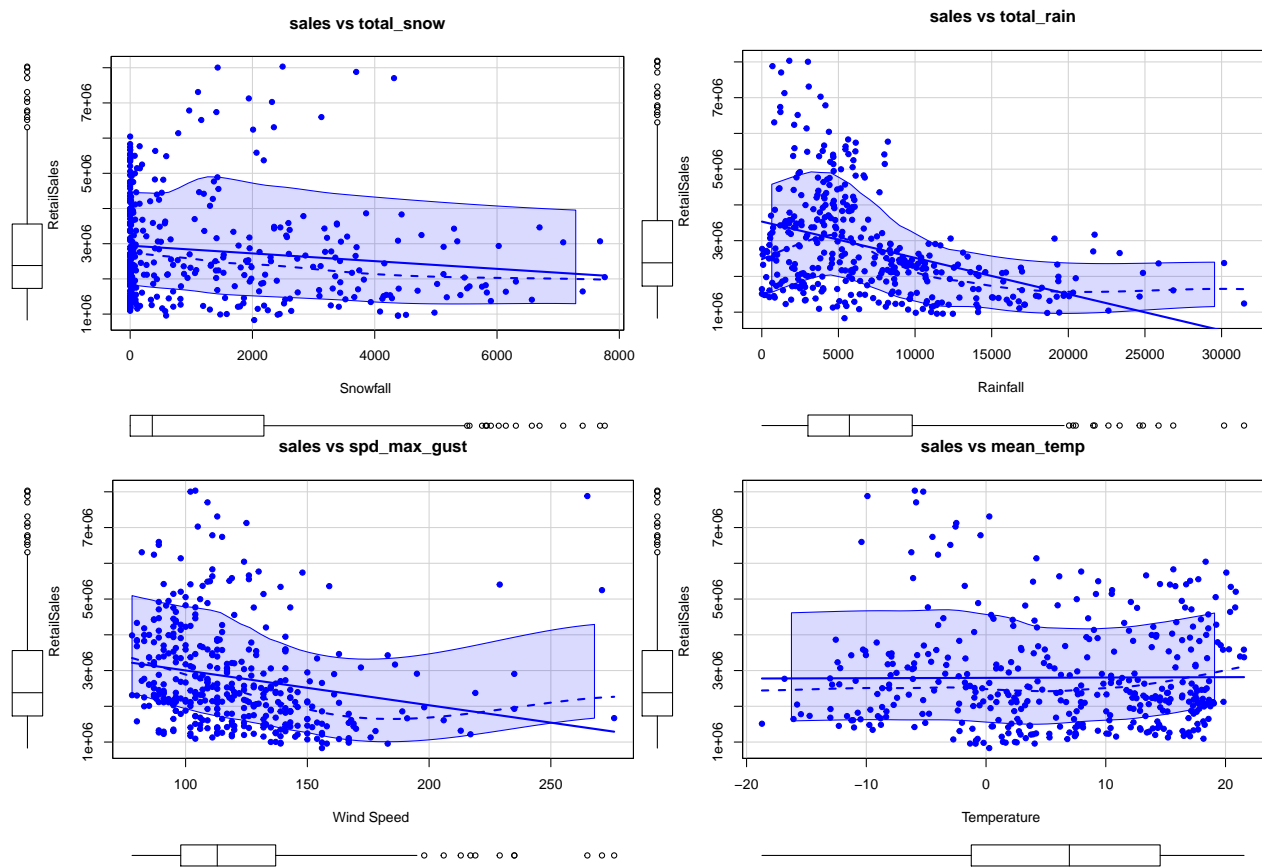 sales vs total_snow
RetailSales
1e+06 3e+06 5e+06 7e+06
0 2000 4000 6000 8000
Snowfall
sales vs total_rain
RetailSales
1e+06 3e+06 5e+06 7e+06
0 5000 10000 15000 20000 25000 30000
Rainfall
sales vs spd_max_gust
RetailSales
1e+06 3e+06 5e+06 7e+06
100 150 200 250
Wind Speed
sales vs mean_temp
RetailSales
1e+06 3e+06 5e+06 7e+06
−20 −10 0 10 20
Temperature